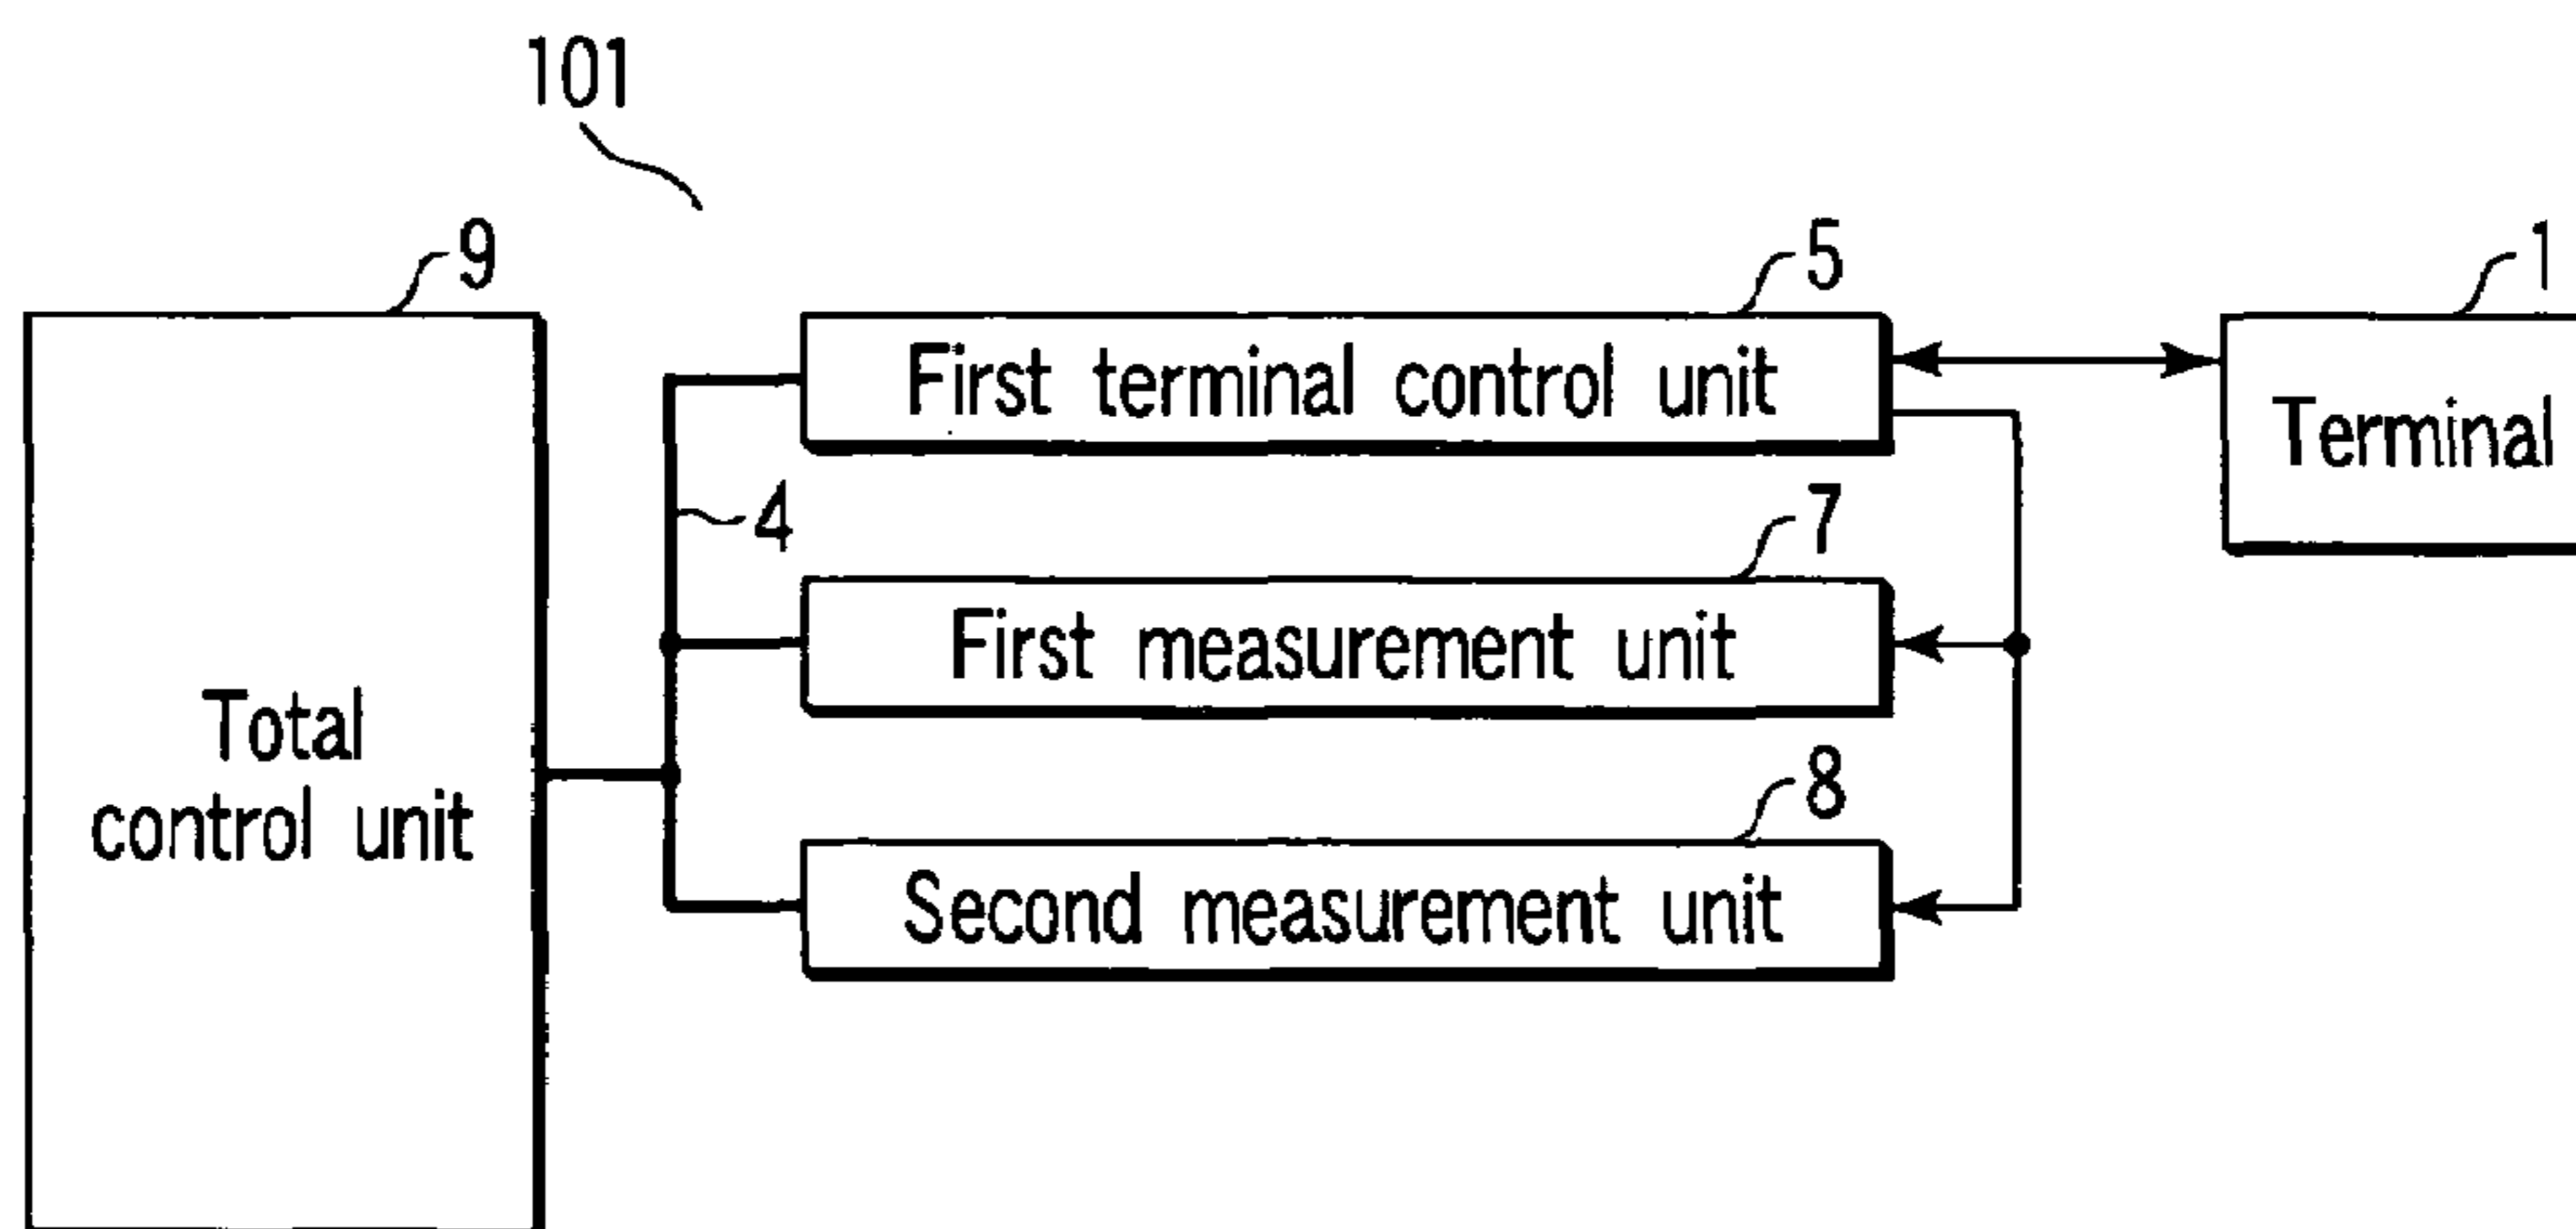 101
9
5
1
First terminal control unit
Terminal
4
7
First measurement unit
Total
control unit
8
Second measurement unit